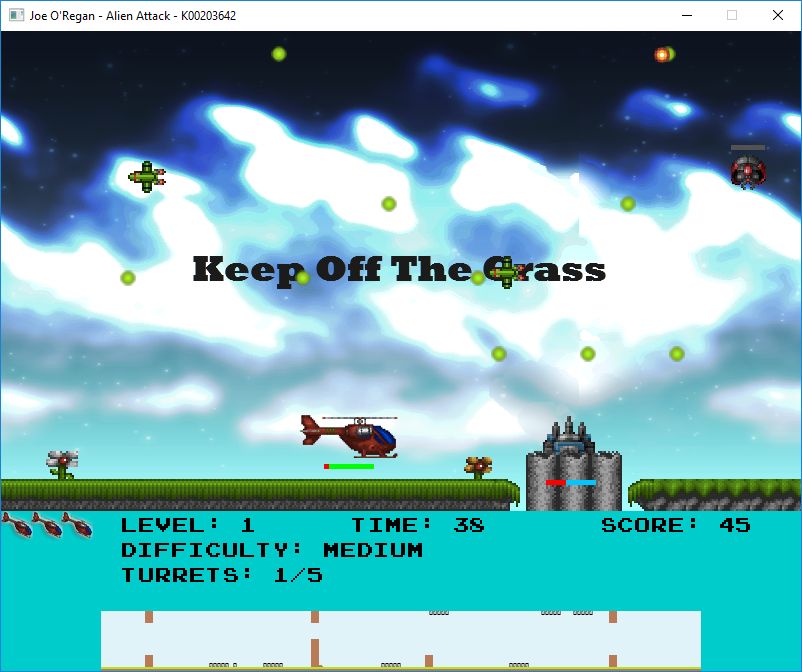 Joe O'Regan - Alien Attack - K00203642
Keep Off The Grass
LEVEL: 1 TIME: 38 SCORE: 45
DIFFICULTY: MEDIUM
TURRETS: 1/5